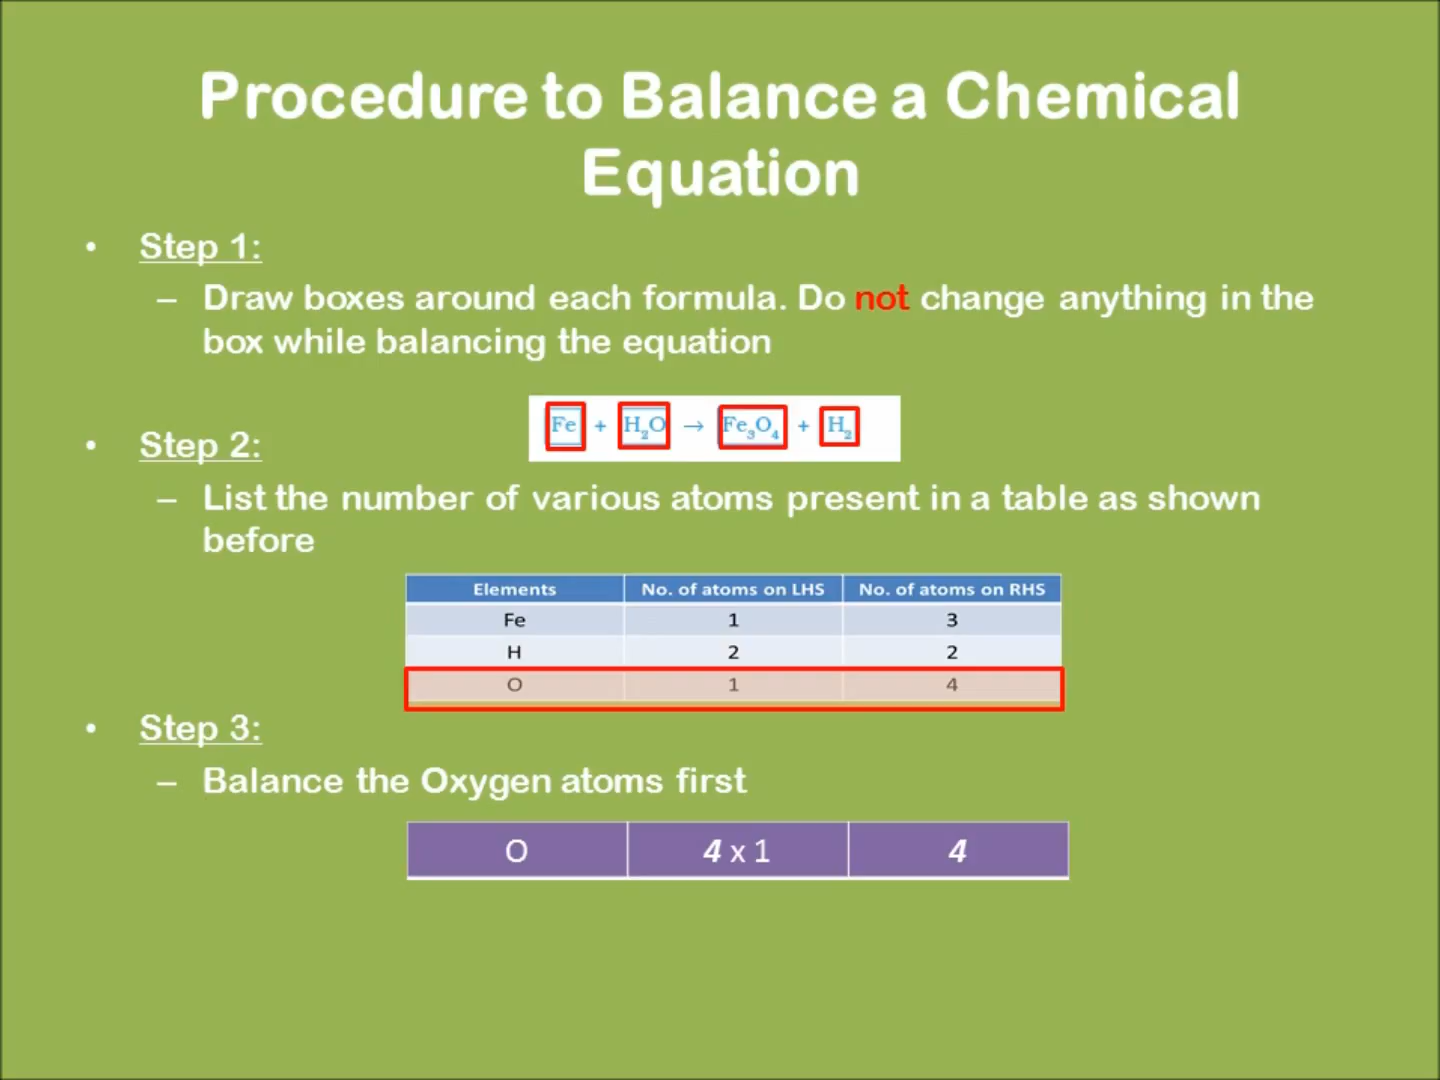 Procedure to Balance a Chemical
Equation
• Step 1:
– Draw boxes around each formula. Do not change anything in the
box while balancing the equation
Fe + H₂O → Fe₃O₄ + H₂
• Step 2:
– List the number of various atoms present in a table as shown
before
Elements No. of atoms on LHS No. of atoms on RHS
Fe 1 3
H 2 2
O 1 4
• Step 3:
– Balance the Oxygen atoms first
O 4 x 1 4